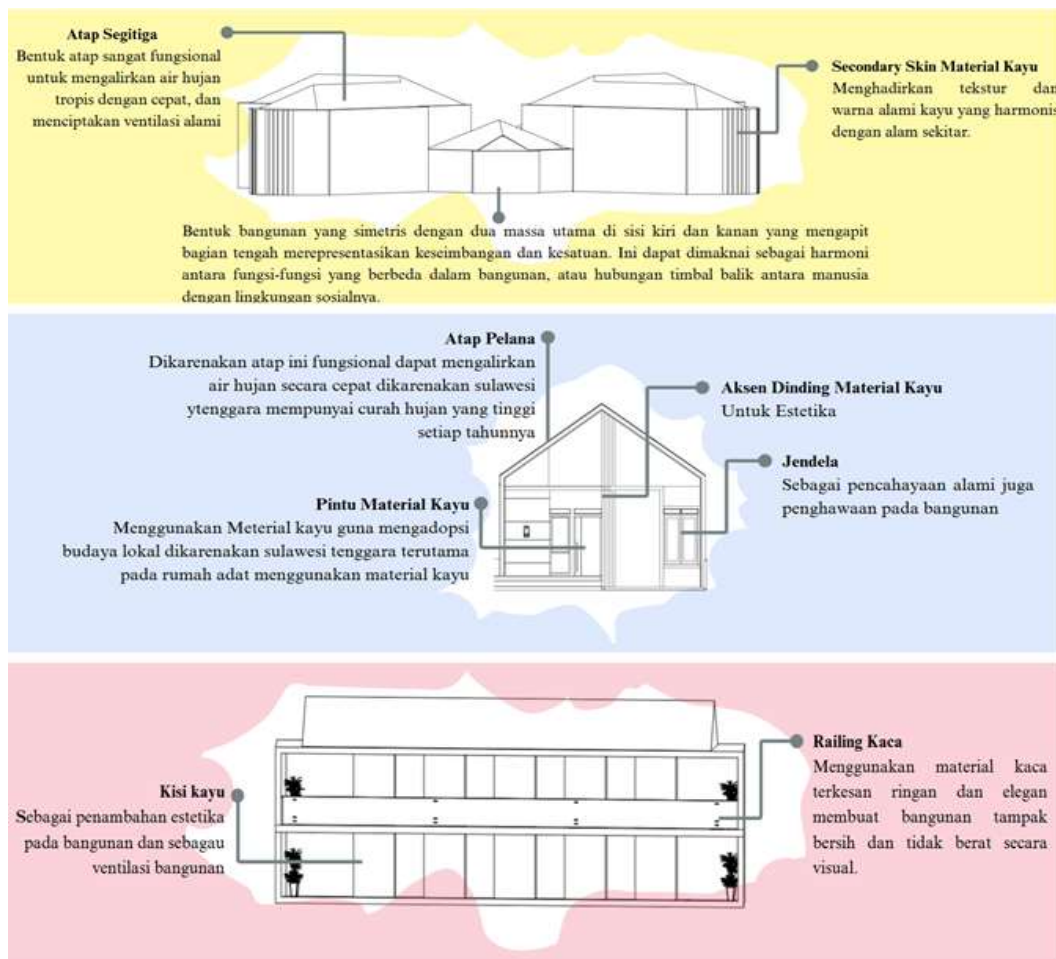 Atap Segitiga
Bentuk atap sangat fungsional
untuk mengalirkan air hujan
tropis dengan cepat, dan
menciptakan ventilasi alami
Secondary Skin Material Kayu
Menghadirkan tekstur dan
warna alami kayu yang harmonis
dengan alam sekitar.
Bentuk bangunan yang simetris dengan dua massa utama di sisi kiri dan kanan yang mengapit
bagian tengah merepresentasikan keseimbangan dan kesatuan. Ini dapat dimaknai sebagai harmoni
antara fungsi-fungsi yang berbeda dalam bangunan, atau hubungan timbal balik antara manusia
dengan lingkungan sosialnya.
Atap Pelana
Dikarenakan atap ini fungsional dapat mengalirkan
air hujan secara cepat dikarenakan sulawesi
ytenggara mempunyai curah hujan yang tinggi
setiap tahunnya
Aksen Dinding Material Kayu
Untuk Estetika
Jendela
Sebagai pencahayaan alami juga
penghawaan pada bangunan
Pintu Material Kayu
Menggunakan Meterial kayu guna mengadopsi
budaya lokal dikarenakan sulawesi tenggara terutama
pada rumah adat menggunakan material kayu
Railing Kaca
Menggunakan material kaca
terkesan ringan dan elegan
membuat bangunan tampak
bersih dan tidak berat secara
visual.
Kisi kayu
Sebagai penambahan estetika
pada bangunan dan sebagau
ventilasi bangunan